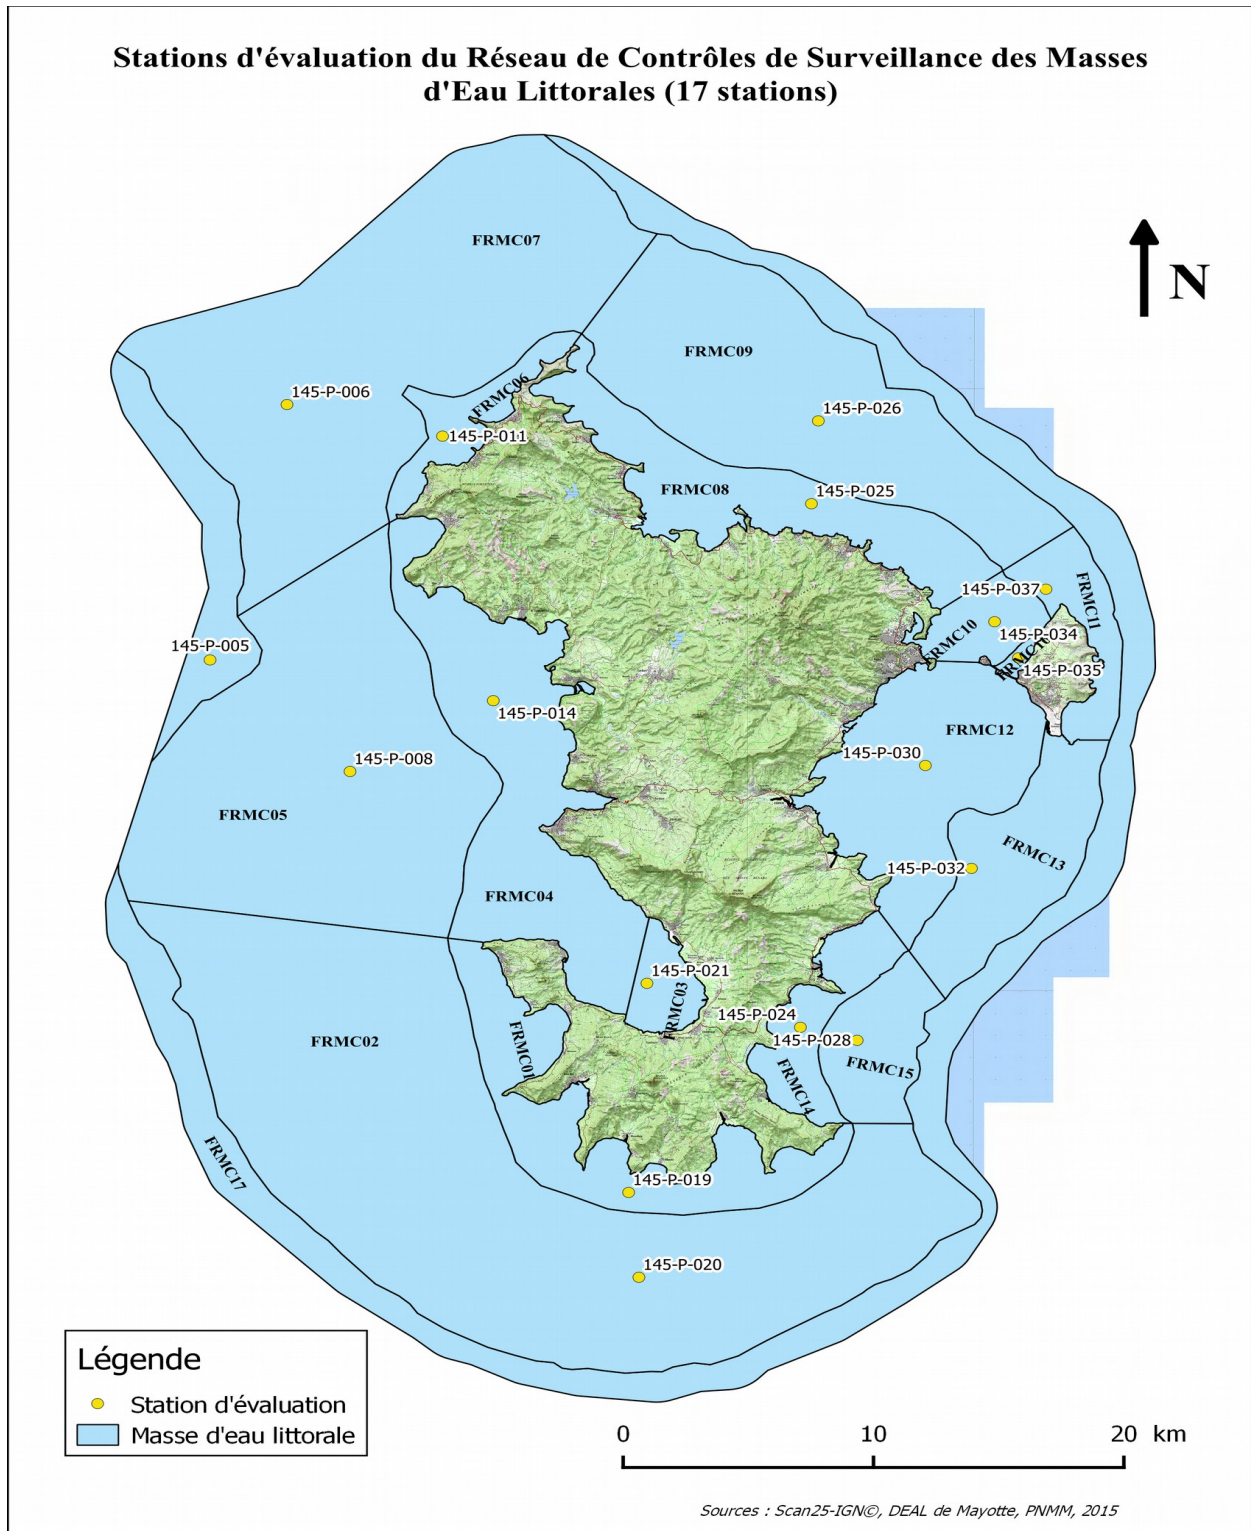 Stations d'évaluation du Réseau de Contrôles de Surveillance des Masses
d'Eau Littorales (17 stations)
FRMC07
N
FRMC09
FRMC06
145-P-006
145-P-026
145-P-011
FRMC08
145-P-025
145-P-037
FRMC11
145-P-034
FRMC10
145-P-005
145-P-035
145-P-014
FRMC12
145-P-030
145-P-008
FRMC05
FRMC13
145-P-032
FRMC04
145-P-021
FRMC03
145-P-024
145-P-028
FRMC02
FRMC01
FRMC15
FRMC14
FRMC17
145-P-019
145-P-020
Légende
Station d'évaluation
Masse d'eau littorale
0 10 20 km
Sources : Scan25-IGN©, DEAL de Mayotte, PNMM, 2015